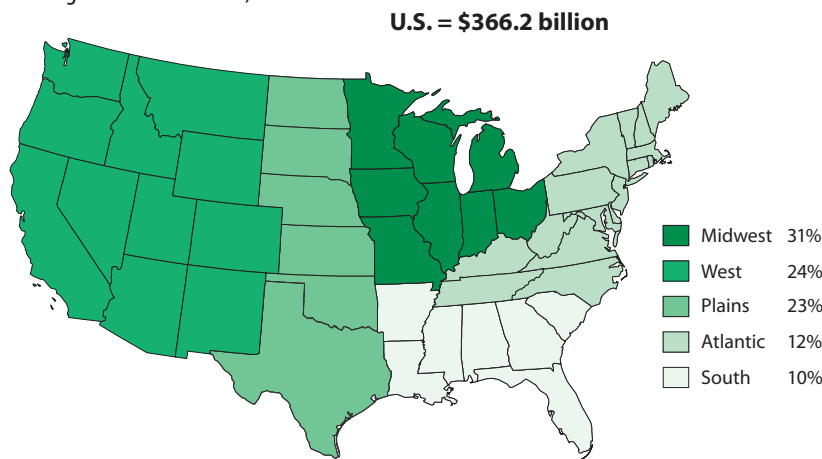 U.S. = $366.2 billion
Midwest 31%
West 24%
Plains 23%
Atlantic 12%
South 10%